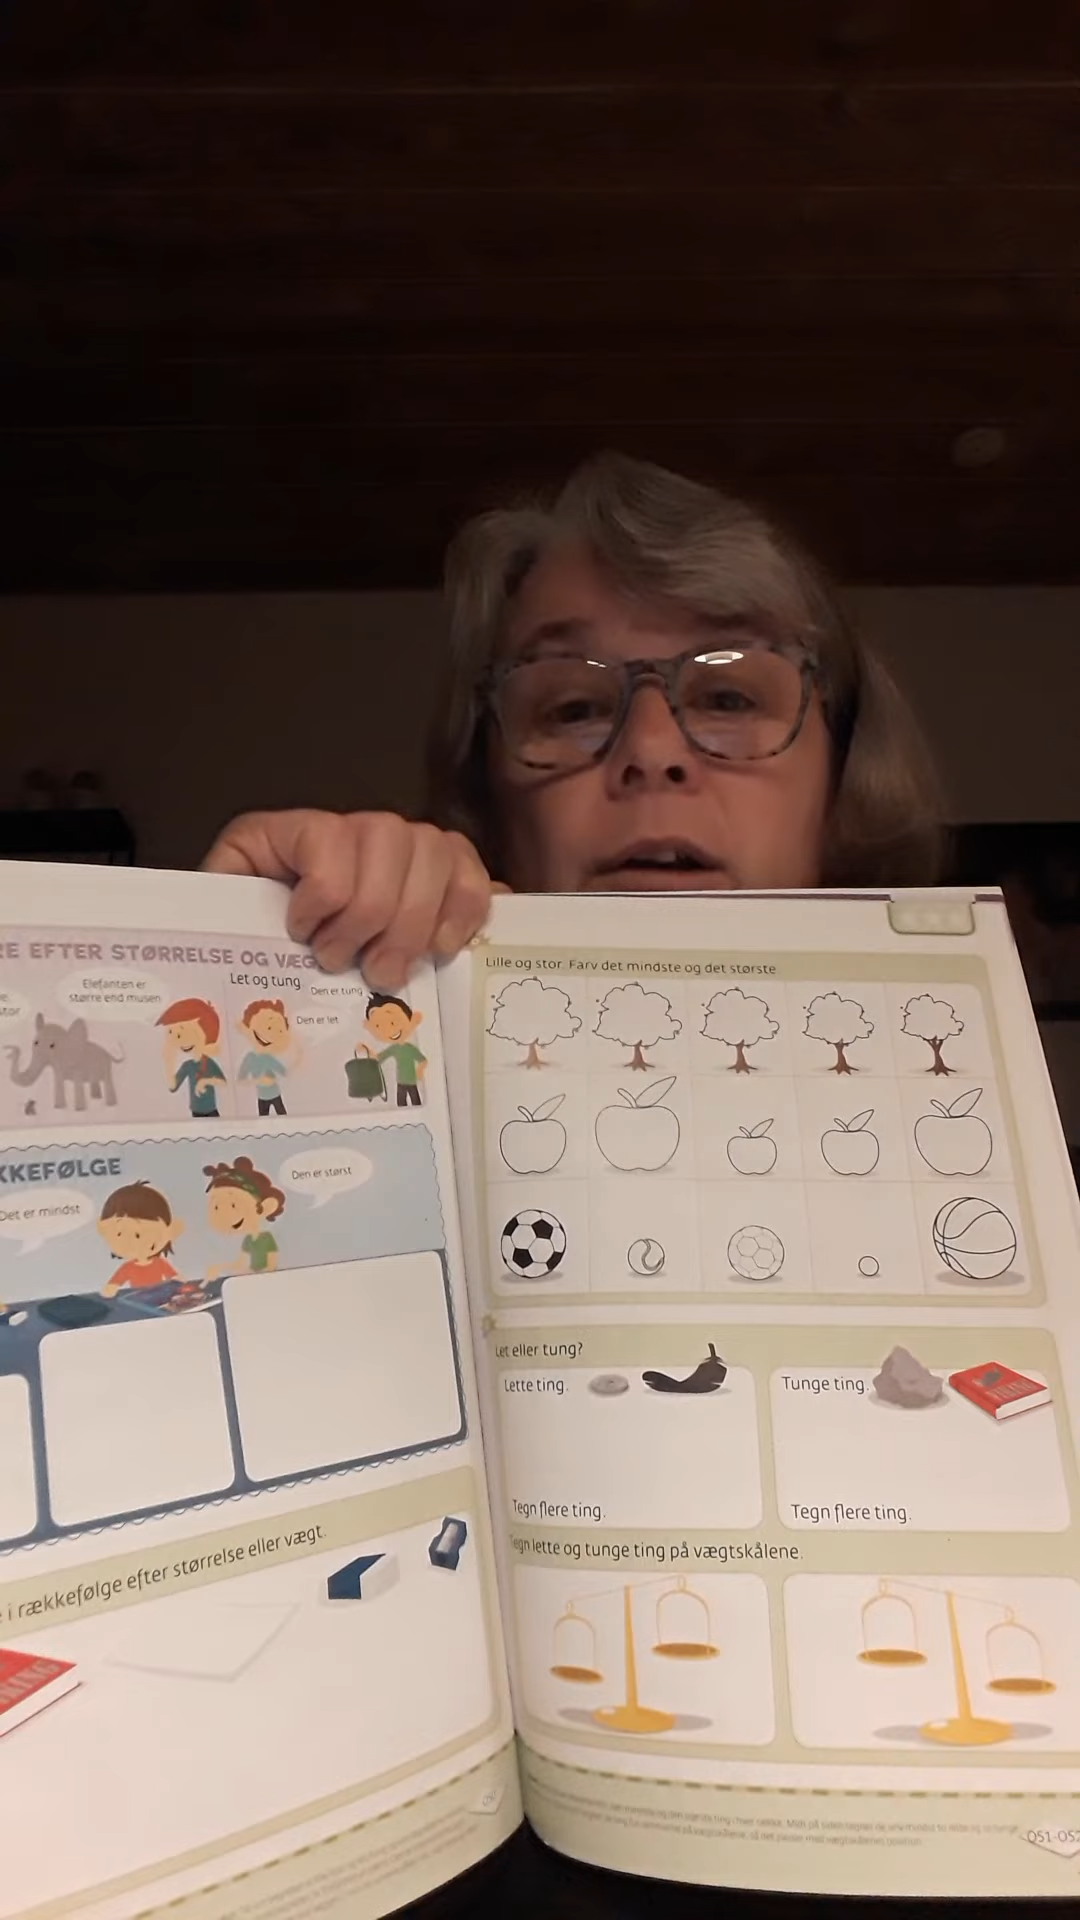 RE EFTER STØRRELSE OG VÆG
Elefanten er
større end musen
Let og tung.
Den er tung
Den er let
KKEFØLGE
Det er mindst
Den er størst
i rækkefølge efter størrelse eller vægt.
Lille og stor. Farv det mindste og det største
Let eller tung?
Lette ting.
Tegn flere ting.
Tunge ting.
Tegn flere ting.
Tegn lette og tunge ting på vægtskålene.
051-052